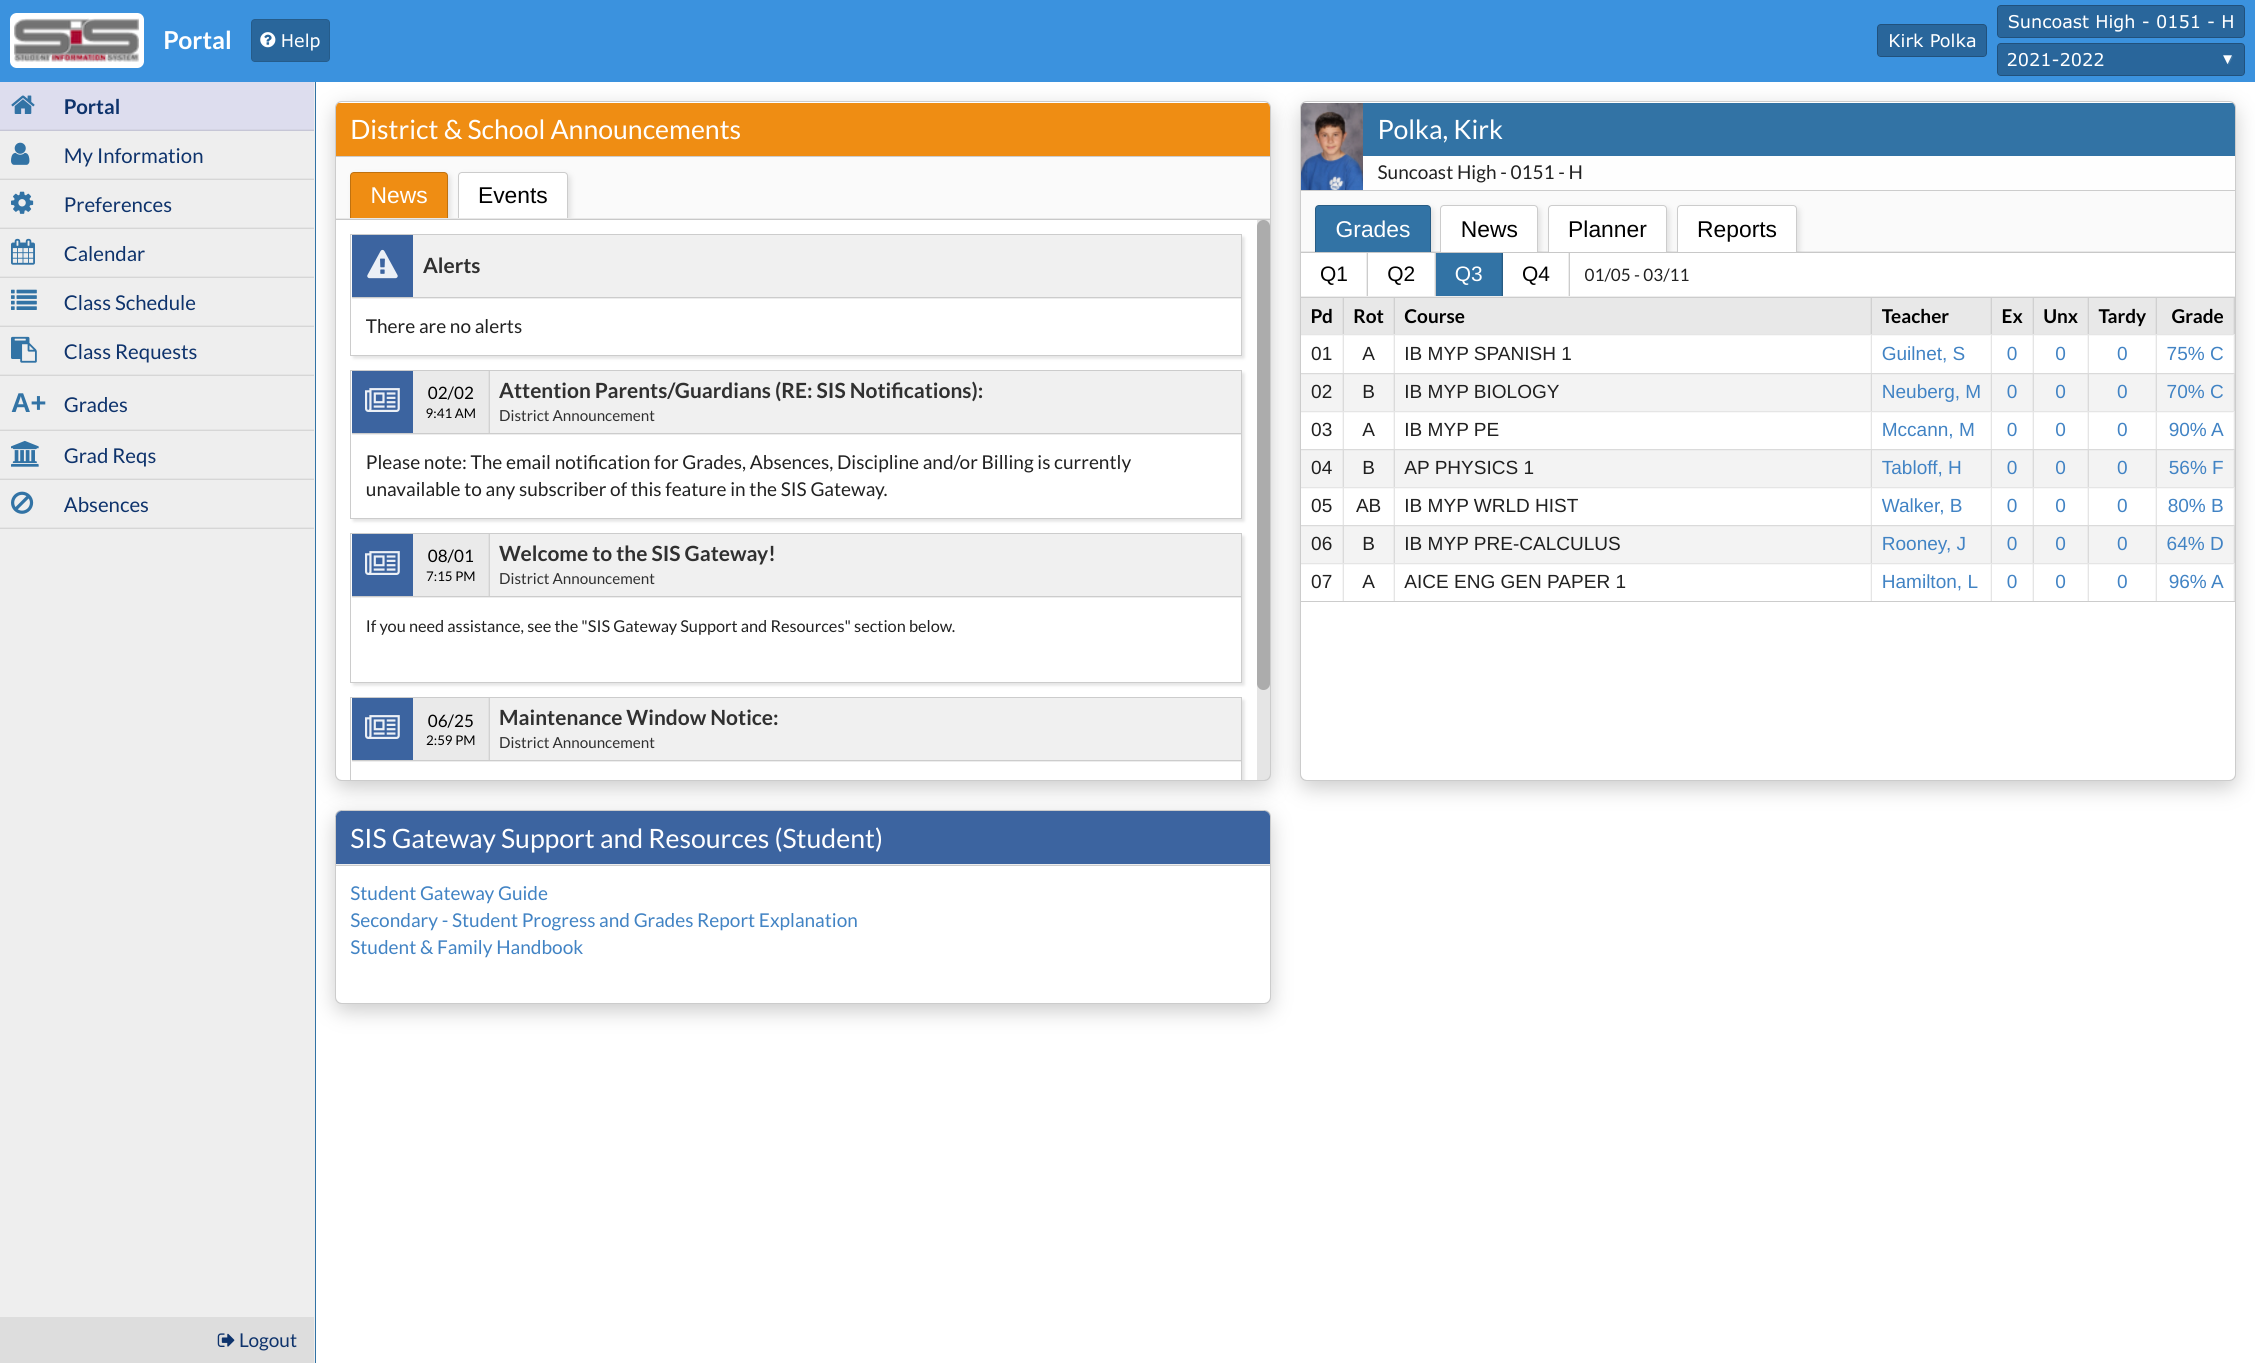 SiS
STUDENT INFORMATION SYSTEM
Portal
Help
Kirk Polka
Suncoast High - 0151 - H
2021-2022
Portal
My Information
Preferences
Calendar
Class Schedule
Class Requests
A+ Grades
Grad Reqs
Absences
Logout
District & School Announcements
News Events
Alerts
There are no alerts
02/02
9:41 AM
Attention Parents/Guardians (RE: SIS Notifications):
District Announcement
Please note: The email notification for Grades, Absences, Discipline and/or Billing is currently
unavailable to any subscriber of this feature in the SIS Gateway.
08/01
7:15 PM
Welcome to the SIS Gateway!
District Announcement
If you need assistance, see the "SIS Gateway Support and Resources" section below.
06/25
2:59 PM
Maintenance Window Notice:
District Announcement
SIS Gateway Support and Resources (Student)
Student Gateway Guide
Secondary - Student Progress and Grades Report Explanation
Student & Family Handbook
Polka, Kirk
Suncoast High - 0151 - H
Grades News Planner Reports
Q1 Q2 Q3 Q4 01/05 - 03/11
Pd Rot Course Teacher Ex Unx Tardy Grade
01 A IB MYP SPANISH 1 Guilnet, S 0 0 0 75% C
02 B IB MYP BIOLOGY Neuberg, M 0 0 0 70% C
03 A IB MYP PE Mccann, M 0 0 0 90% A
04 B AP PHYSICS 1 Tabloff, H 0 0 0 56% F
05 AB IB MYP WRLD HIST Walker, B 0 0 0 80% B
06 B IB MYP PRE-CALCULUS Rooney, J 0 0 0 64% D
07 A AICE ENG GEN PAPER 1 Hamilton, L 0 0 0 96% A